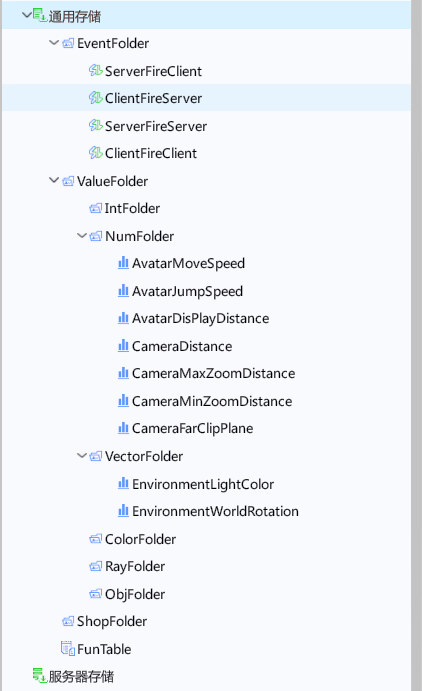 通用存储
EventFolder
ServerFireClient
ClientFireServer
ServerFireServer
ClientFireClient
ValueFolder
IntFolder
NumFolder
AvatarMoveSpeed
AvatarJumpSpeed
AvatarDisPlayDistance
CameraDistance
CameraMaxZoomDistance
CameraMinZoomDistance
CameraFarClipPlane
VectorFolder
EnvironmentLightColor
EnvironmentWorldRotation
ColorFolder
RayFolder
ObjFolder
ShopFolder
FunTable
服务器存储